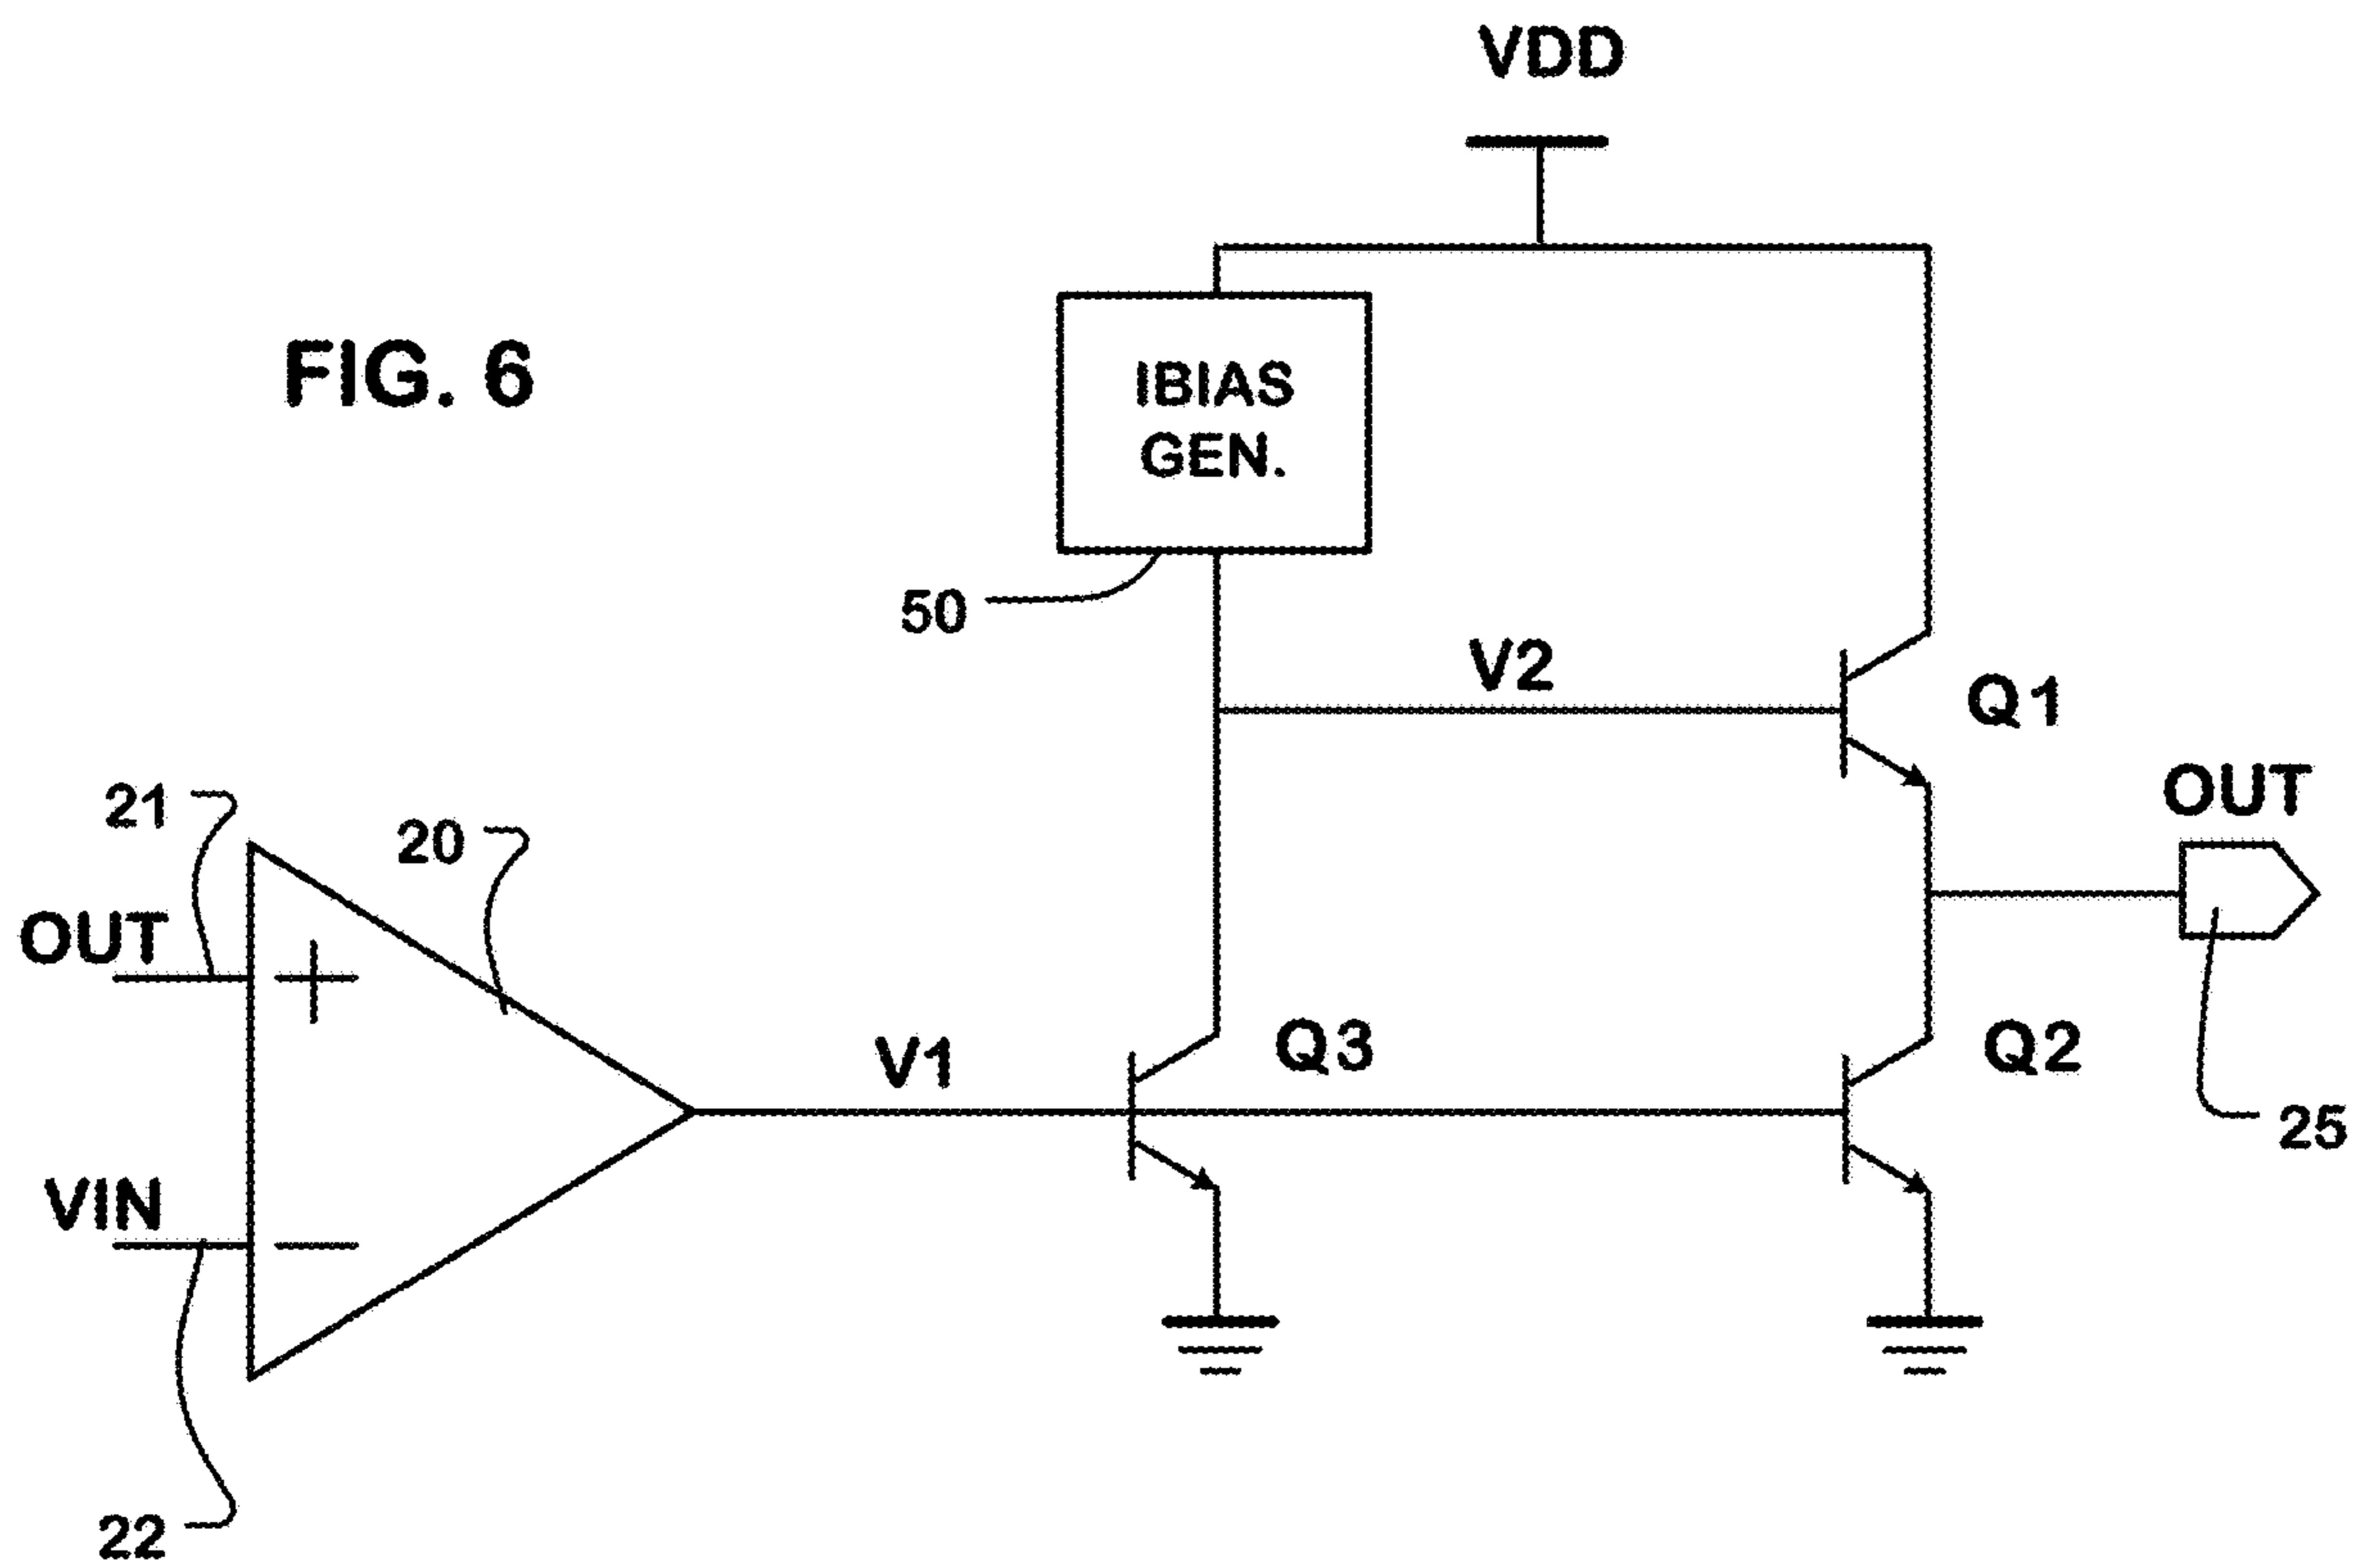 VDD
FIG. 6
IBIAS
GEN.
50
V2
Q1
21
20
OUT
OUT
+
V1
Q3
Q2
25
VIN
−
22